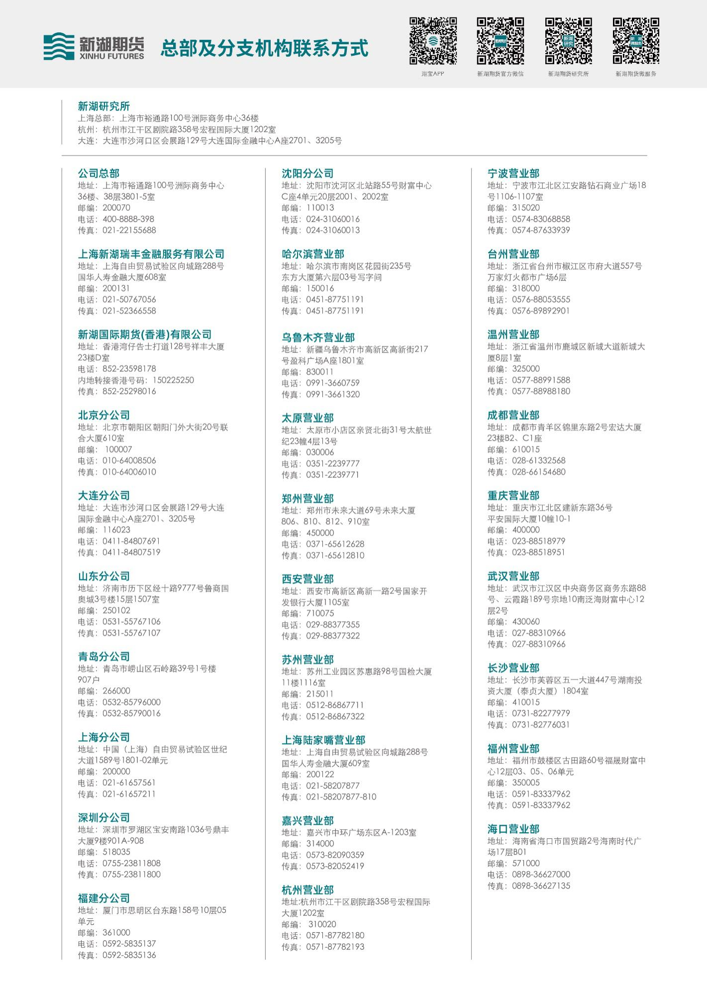 新湖期货
XINHU FUTURES
总部及分支机构联系方式
湖宝APP
新湖期货官方微信
新湖研究
新湖期货研究所
新湖微服务
新湖期货微服务
新湖研究所
上海总部：上海市裕通路100号洲际商务中心36楼
杭州：杭州市江干区剧院路358号宏程国际大厦1202室
大连：大连市沙河口区会展路129号大连国际金融中心A座2701、3205号
公司总部
地址：上海市裕通路100号洲际商务中心
36楼、38层3801-5室
邮编：200070
电话：400-8888-398
传真：021-22155688
上海新湖瑞丰金融服务有限公司
地址：上海自由贸易试验区向城路288号
国华人寿金融大厦608室
邮编：200131
电话：021-50767056
传真：021-52366558
新湖国际期货(香港)有限公司
地址：香港湾仔告士打道128号祥丰大厦
23楼D室
电话：852-23598178
内地转接香港号码：150225250
传真：852-25298016
北京分公司
地址：北京市朝阳区朝阳门外大街20号联
合大厦610室
邮编： 100007
电话：010-64008506
传真：010-64006010
大连分公司
地址：大连市沙河口区会展路129号大连
国际金融中心A座2701、3205号
邮编：116023
电话：0411-84807691
传真：0411-84807519
山东分公司
地址：济南市历下区经十路9777号鲁商国
奥城3号楼15层1507室
邮编：250102
电话：0531-55767106
传真：0531-55767107
青岛分公司
地址：青岛市崂山区石岭路39号1号楼
907户
邮编：266000
电话：0532-85796000
传真：0532-85790016
上海分公司
地址：中国（上海）自由贸易试验区世纪
大道1589号1801-02单元
邮编：200000
电话：021-61657561
传真：021-61657211
深圳分公司
地址：深圳市罗湖区宝安南路1036号鼎丰
大厦9楼901A-908
邮编：518035
电话：0755-23811808
传真：0755-23811800
福建分公司
地址：厦门市思明区台东路158号10层05
单元
邮编：361000
电话：0592-5835137
传真：0592-5835136
沈阳分公司
地址：沈阳市沈河区北站路55号财富中心
C座4单元20层2001、2002室
邮编：110013
电话：024-31060016
传真：024-31060013
哈尔滨营业部
地址：哈尔滨市南岗区花园街235号
东方大厦第六层03号写字间
邮编：150016
电话：0451-87751191
传真：0451-87751191
乌鲁木齐营业部
地址：新疆乌鲁木齐市高新区高新街217
号盈科广场A座1801室
邮编：830011
电话：0991-3660759
传真：0991-3661320
太原营业部
地址：太原市小店区亲贤北街31号太航世
纪23幢4层13号
邮编：030006
电话：0351-2239777
传真：0351-2239771
郑州营业部
地址：郑州市未来大道69号未来大厦
806、810、812、910室
邮编：450000
电话：0371-65612628
传真：0371-65612810
西安营业部
地址：西安市高新区高新一路2号国家开
发银行大厦1105室
邮编：710075
电话：029-88377355
传真：029-88377322
苏州营业部
地址：苏州工业园区苏惠路98号国检大厦
11楼1116室
邮编：215011
电话：0512-86867711
传真：0512-86867322
上海陆家嘴营业部
地址：上海自由贸易试验区向城路288号
国华人寿金融大厦609室
邮编：200122
电话：021-58207877
传真：021-58207877-810
嘉兴营业部
地址：嘉兴市中环广场东区A-1203室
邮编：314000
电话：0573-82090359
传真：0573-82052419
杭州营业部
地址:杭州市江干区剧院路358号宏程国际
大厦1202室
邮编： 310020
电话：0571-87782180
传真：0571-87782193
宁波营业部
地址：宁波市江北区江安路钻石商业广场18
号1106-1107室
邮编：315020
电话：0574-83068858
传真：0574-87633939
台州营业部
地址：浙江省台州市椒江区市府大道557号
万家灯火都市广场6层
邮编：318000
电话：0576-88053555
传真：0576-89892901
温州营业部
地址：浙江省温州市鹿城区新城大道新城大
厦8层1室
邮编：325000
电话：0577-88991588
传真：0577-88988180
成都营业部
地址：成都市青羊区锦里东路2号宏达大厦
23楼B2、C1座
邮编：610015
电话：028-61332568
传真：028-66154680
重庆营业部
地址：重庆市江北区建新东路36号
平安国际大厦10幢10-1
邮编：400000
电话：023-88518979
传真：023-88518951
武汉营业部
地址：武汉市江汉区中央商务区商务东路88
号、云霞路189号宗地10南泛海财富中心12
层2号
邮编：430060
电话：027-88310966
传真：027-88310966
长沙营业部
地址：长沙市芙蓉区五一大道447号湖南投
资大厦（泰贞大厦）1804室
邮编：410015
电话：0731-82277979
传真：0731-82776031
福州营业部
地址：福州市鼓楼区古田路60号福晟财富中
心12层03、05、06单元
邮编：350005
电话：0591-83337962
传真：0591-83337962
海口营业部
地址：海南省海口市国贸路2号海南时代广
场17层B01
邮编：571000
电话：0898-36627000
传真：0898-36627135